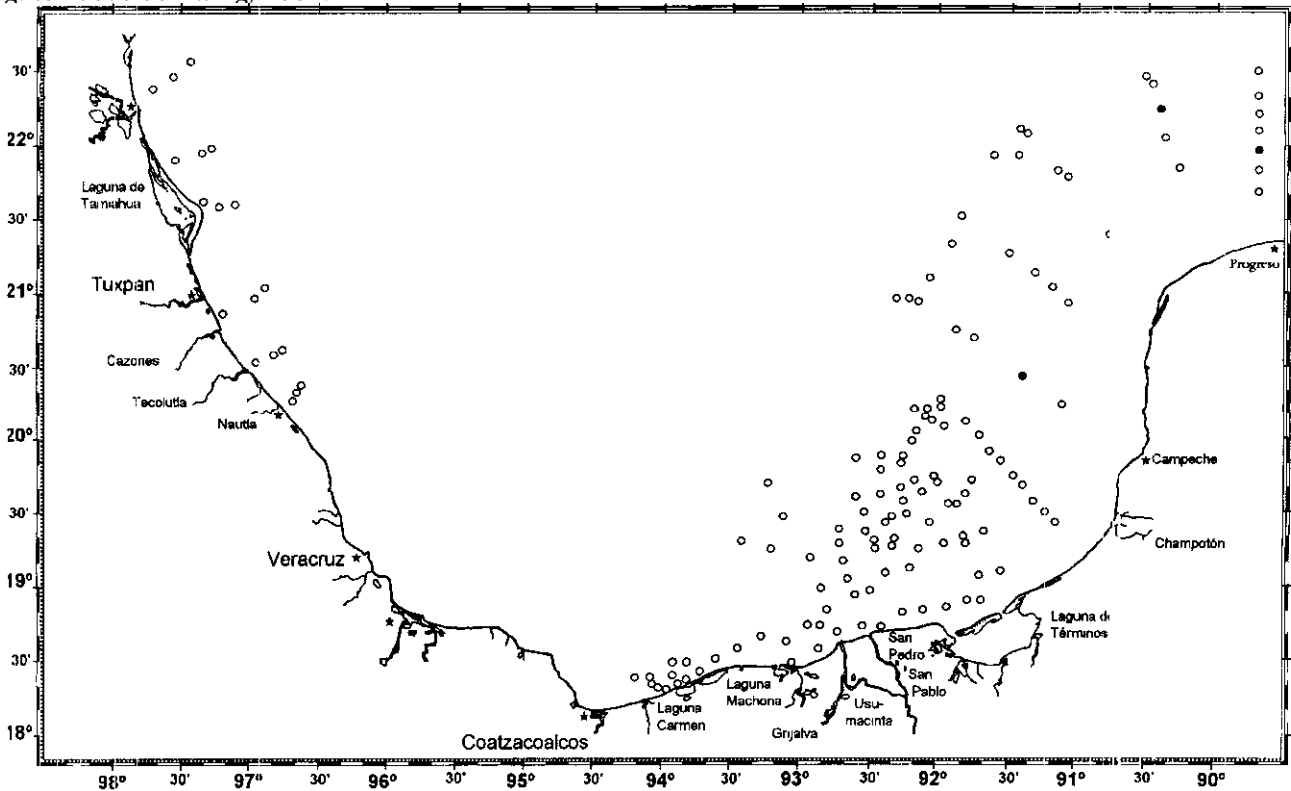 30'
22°
Laguna de
Tamiahua
30'
Progreso
Tuxpan
21°
Cazones
30'
Tecolutla
Nautla
20°
Campeche
30'
Champotón
Veracruz
19°
Laguna de
Términos
San
Pedro
30'
San
Pablo
Laguna
Machona
Laguna
Carmen
Usu-
macinta
Grijalva
18°
Coatzacoalcos
98° 30' 97° 30' 96° 30' 95° 30' 94° 30' 93° 30' 92° 30' 91° 30' 90°